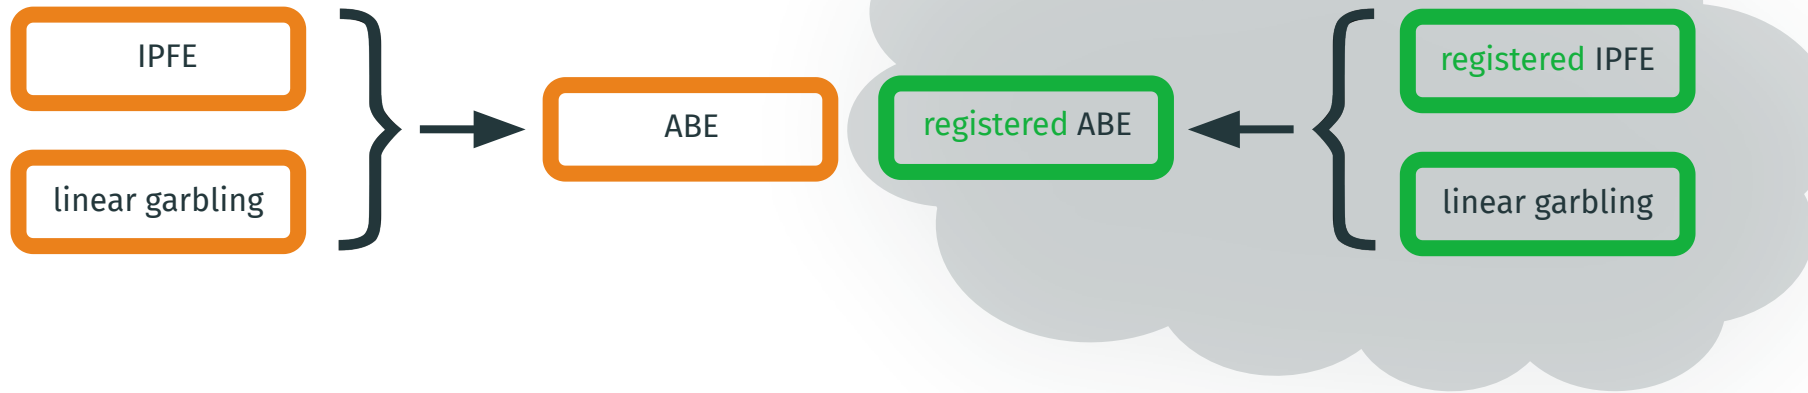 IPFE
linear garbling
ABE
registered ABE
registered IPFE
linear garbling